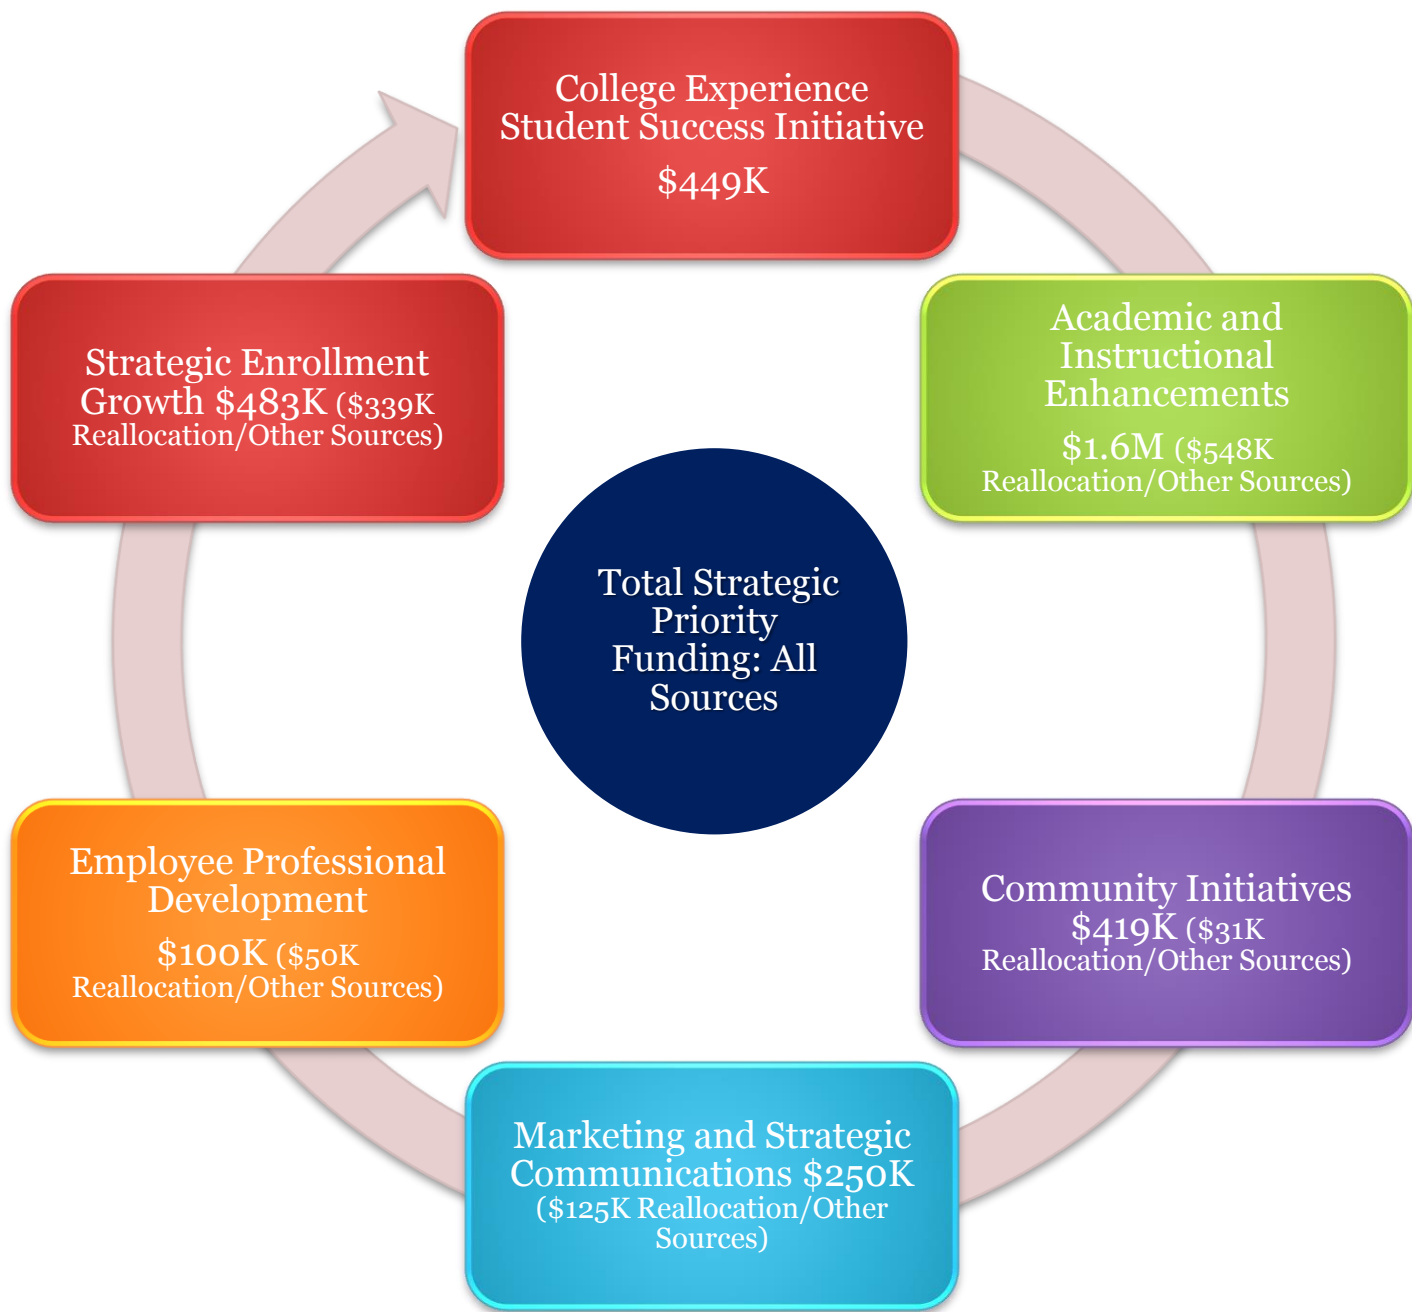 College Experience
Student Success Initiative
$449K
Academic and
Instructional
Enhancements
$1.6M ($548K
Reallocation/Other Sources)
Community Initiatives
$419K ($31K
Reallocation/Other Sources)
Marketing and Strategic
Communications $250K
($125K Reallocation/Other
Sources)
Employee Professional
Development
$100K ($50K
Reallocation/Other Sources)
Strategic Enrollment
Growth $483K ($339K
Reallocation/Other Sources)
Total Strategic
Priority
Funding: All
Sources